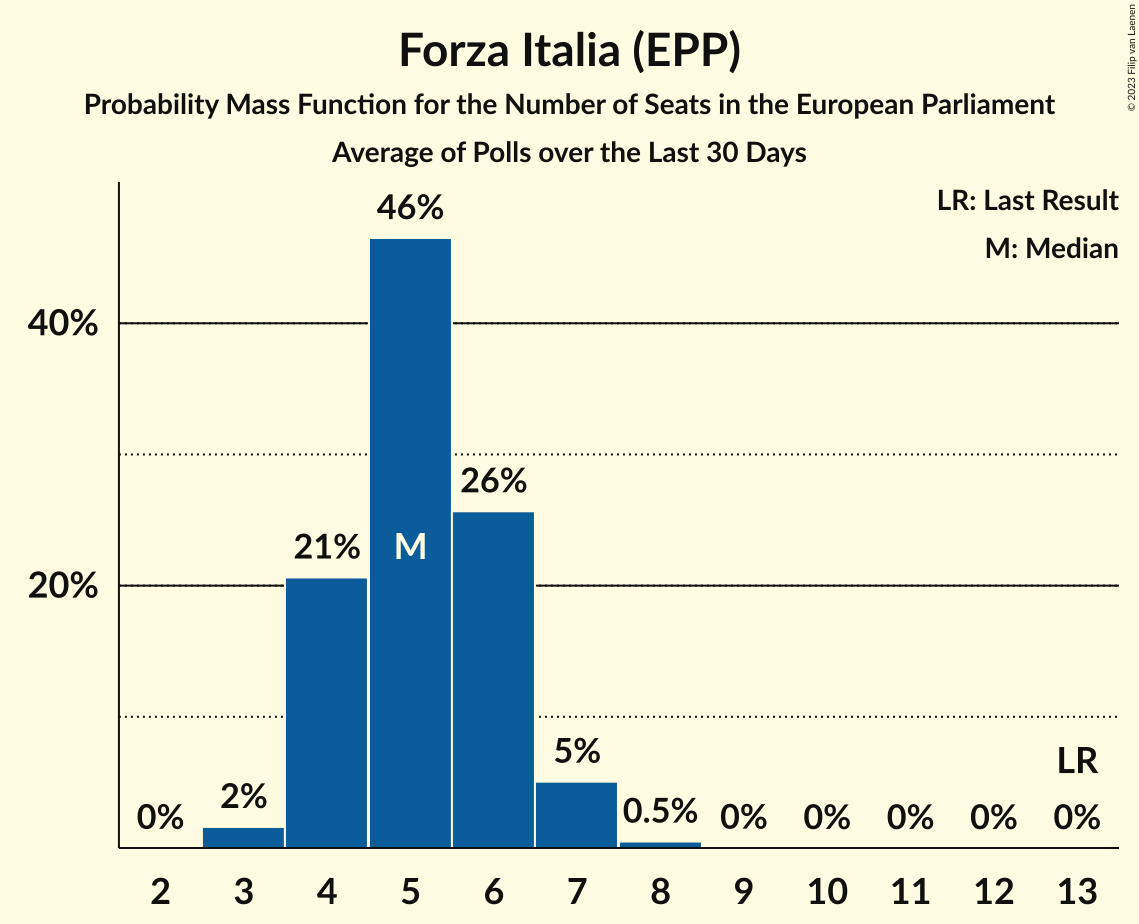 Forza Italia (EPP)
Probability Mass Function for the Number of Seats in the European Parliament
Average of Polls over the Last 30 Days
© 2023 Filip van Laenen
LR: Last Result
M: Median
46%
40%
26%
21%
M
20%
5%
LR
2%
0%
0.5%
0%
0%
0%
0%
0%
2 3 4 5 6 7 8 9 10 11 12 13